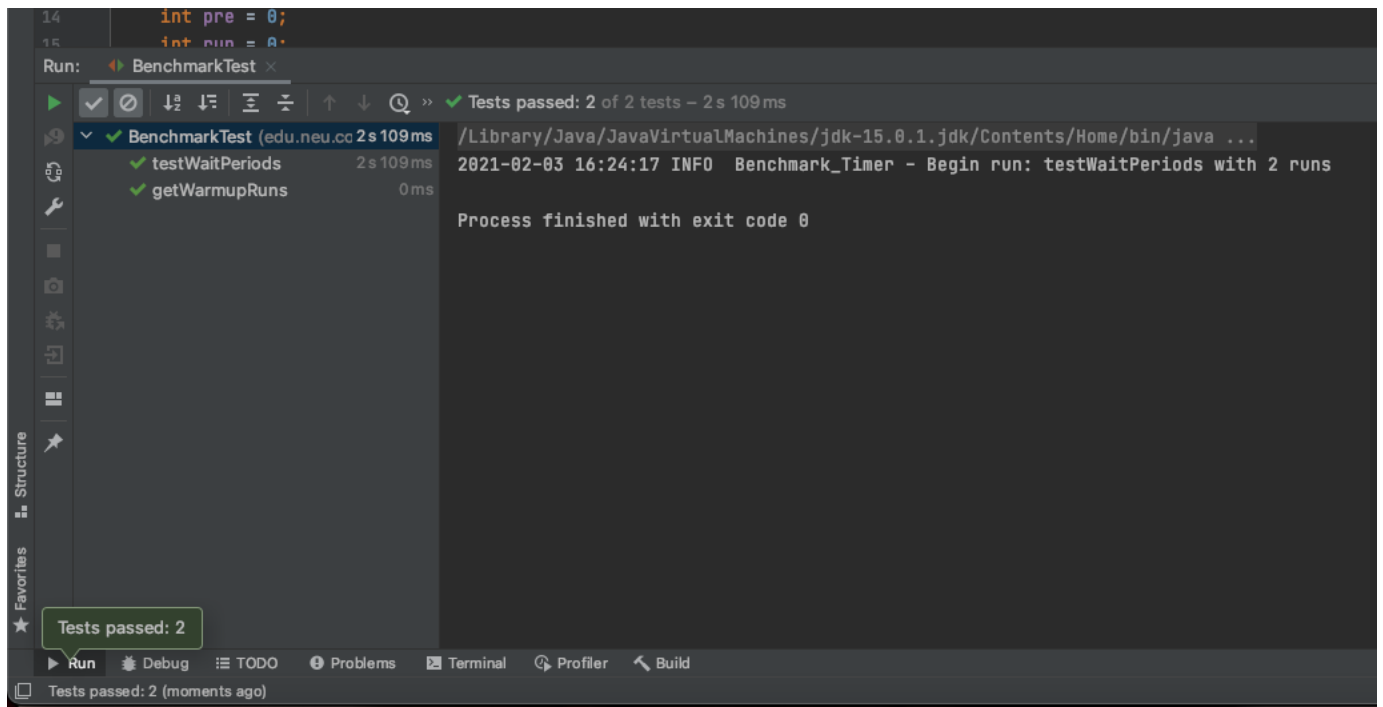 14 int pre = 0;
15 int run = 0;
Run: BenchmarkTest ×
» Tests passed: 2 of 2 tests – 2 s 109 ms
BenchmarkTest (edu.neu.co 2 s 109 ms
testWaitPeriods 2 s 109 ms
getWarmupRuns 0 ms
/Library/Java/JavaVirtualMachines/jdk-15.0.1.jdk/Contents/Home/bin/java ...
2021-02-03 16:24:17 INFO  Benchmark_Timer - Begin run: testWaitPeriods with 2 runs
Process finished with exit code 0
Structure
Favorites
Tests passed: 2
Run Debug TODO Problems Terminal Profiler Build
Tests passed: 2 (moments ago)